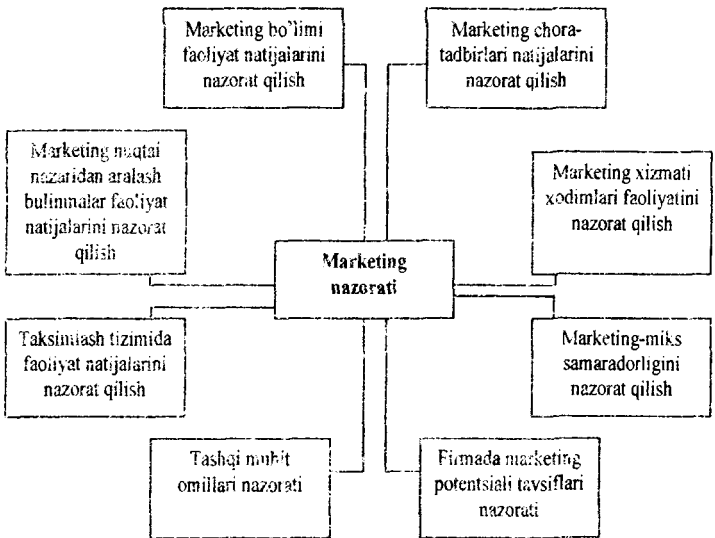 Marketing bo`limi
faoliyat natijalarini
nazorat qilish
Marketing chora-
tadbirlari natijalarini
nazorat qilish
Marketing nuqtai
nazaridan aralash
bulinmalar faoliyat
natijalarini nazorat
qilish
Marketing xizmati
xodimlari faoliyatini
nazorat qilish
Marketing
nazorati
Taksimlash tizimida
faoliyat natijalarini
nazorat qilish
Marketing-miks
samaradorligini
nazorat qilish
Tashqi muhit
omillari nazorati
Firmada marketing
potentsiali tavsiflari
nazorati